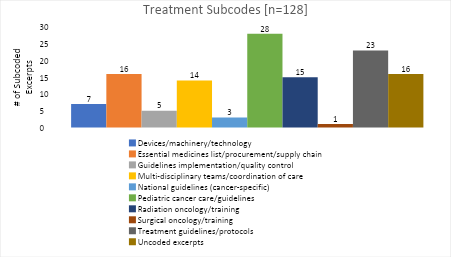 Treatment Subcodes [n=128]
# of Subcoded
Excerpts
30
25
20
15
10
5
0
7
16
5
14
3
28
15
1
23
16
Devices/machinery/technology
Essential medicines list/procurement/supply chain
Guidelines implementation/quality control
Multi-disciplinary teams/coordination of care
National guidelines (cancer-specific)
Pediatric cancer care/guidelines
Radiation oncology/training
Surgical oncology/training
Treatment guidelines/protocols
Uncoded excerpts